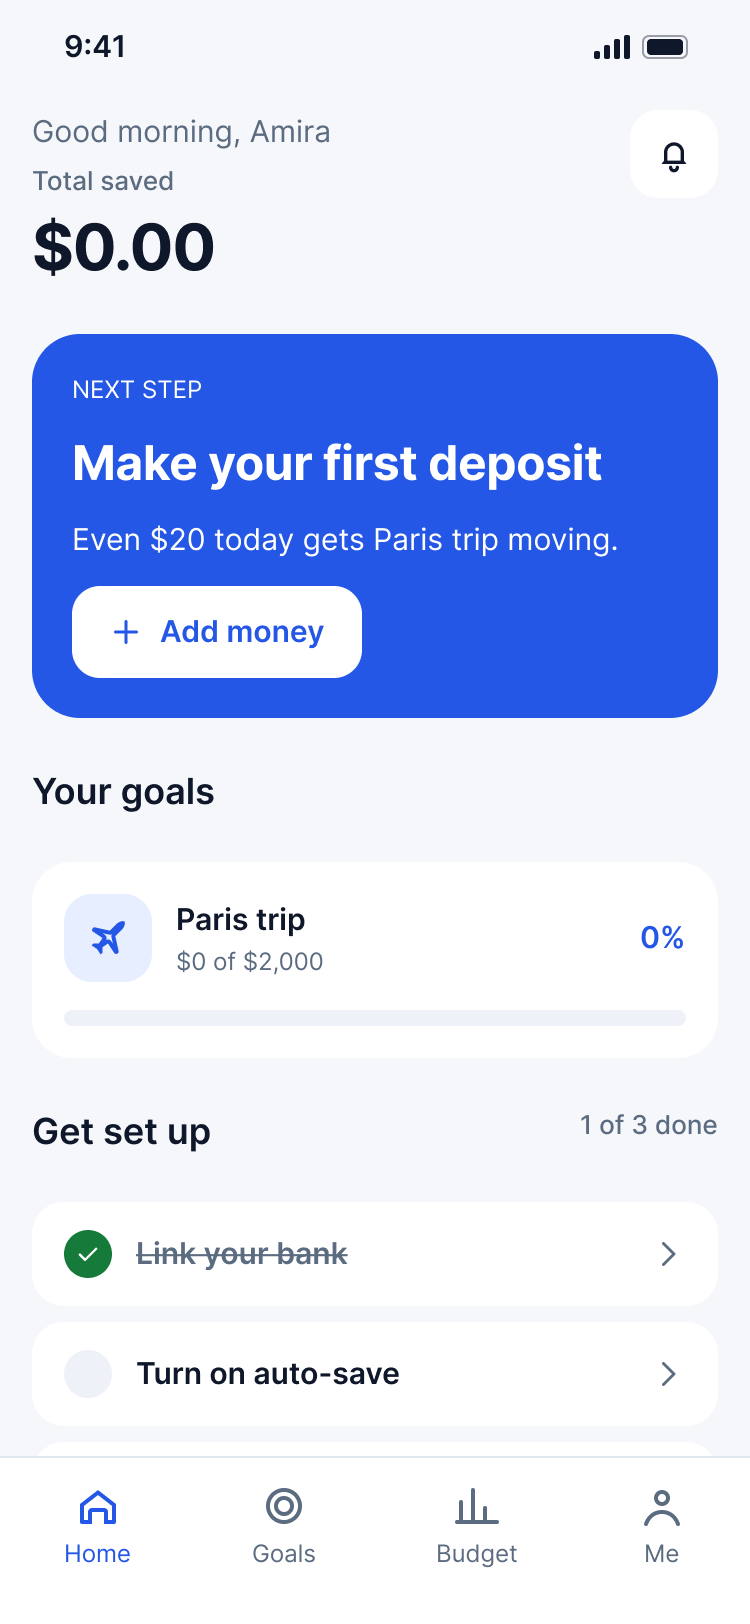 9:41
Good morning, Amira
Total saved
$0.00
NEXT STEP
Make your first deposit
Even $20 today gets Paris trip moving.
Add money
Your goals
Paris trip
$0 of $2,000
0%
Get set up
1 of 3 done
Link your bank
Turn on auto-save
Home
Goals
Budget
Me